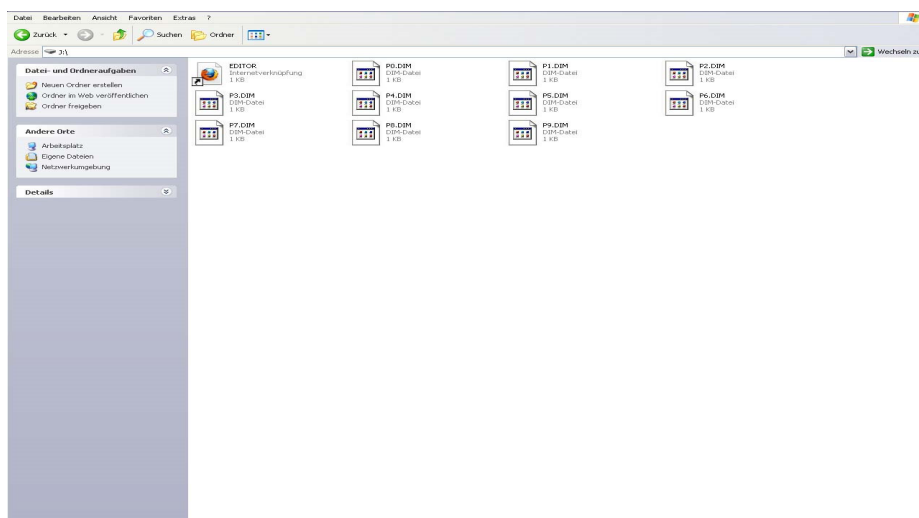 Datei Bearbeiten Ansicht Favoriten Extras ?
Zurück Suchen Ordner
Adresse J:\ Wechseln zu
Datei- und Ordneraufgaben
Neuen Ordner erstellen
Ordner im Web veröffentlichen
Ordner freigeben
Andere Orte
Arbeitsplatz
Eigene Dateien
Netzwerkumgebung
Details
EDITOR
Internetverknüpfung
1 KB
P0.DIM
DIM-Datei
1 KB
P1.DIM
DIM-Datei
1 KB
P2.DIM
DIM-Datei
1 KB
P3.DIM
DIM-Datei
1 KB
P4.DIM
DIM-Datei
1 KB
P5.DIM
DIM-Datei
1 KB
P6.DIM
DIM-Datei
1 KB
P7.DIM
DIM-Datei
1 KB
P8.DIM
DIM-Datei
1 KB
P9.DIM
DIM-Datei
1 KB